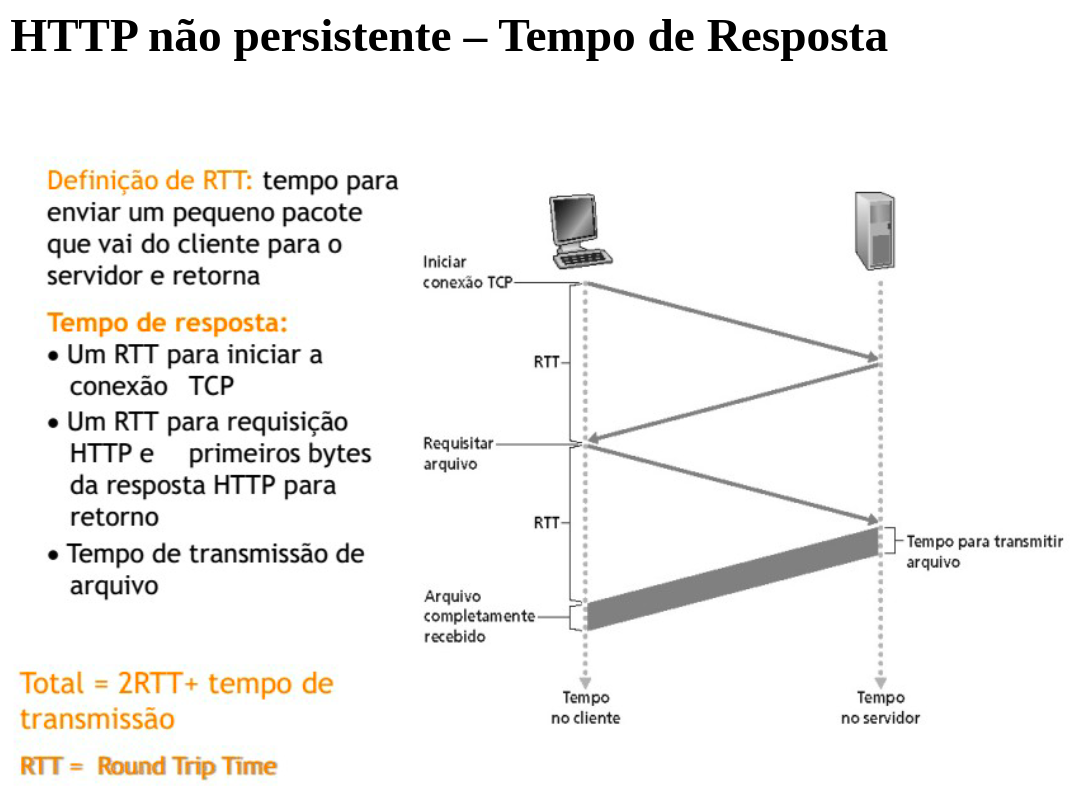 HTTP não persistente – Tempo de Resposta
Definição de RTT: tempo para
enviar um pequeno pacote
que vai do cliente para o
servidor e retorna
Tempo de resposta:
• Um RTT para iniciar a
conexão TCP
• Um RTT para requisição
HTTP e primeiros bytes
da resposta HTTP para
retorno
• Tempo de transmissão de
arquivo
Total = 2RTT+ tempo de
transmissão
RTT = Round Trip Time
Iniciar
conexão TCP
RTT
Requisitar
arquivo
RTT
Tempo para transmitir
arquivo
Arquivo
completamente
recebido
Tempo
no cliente
Tempo
no servidor